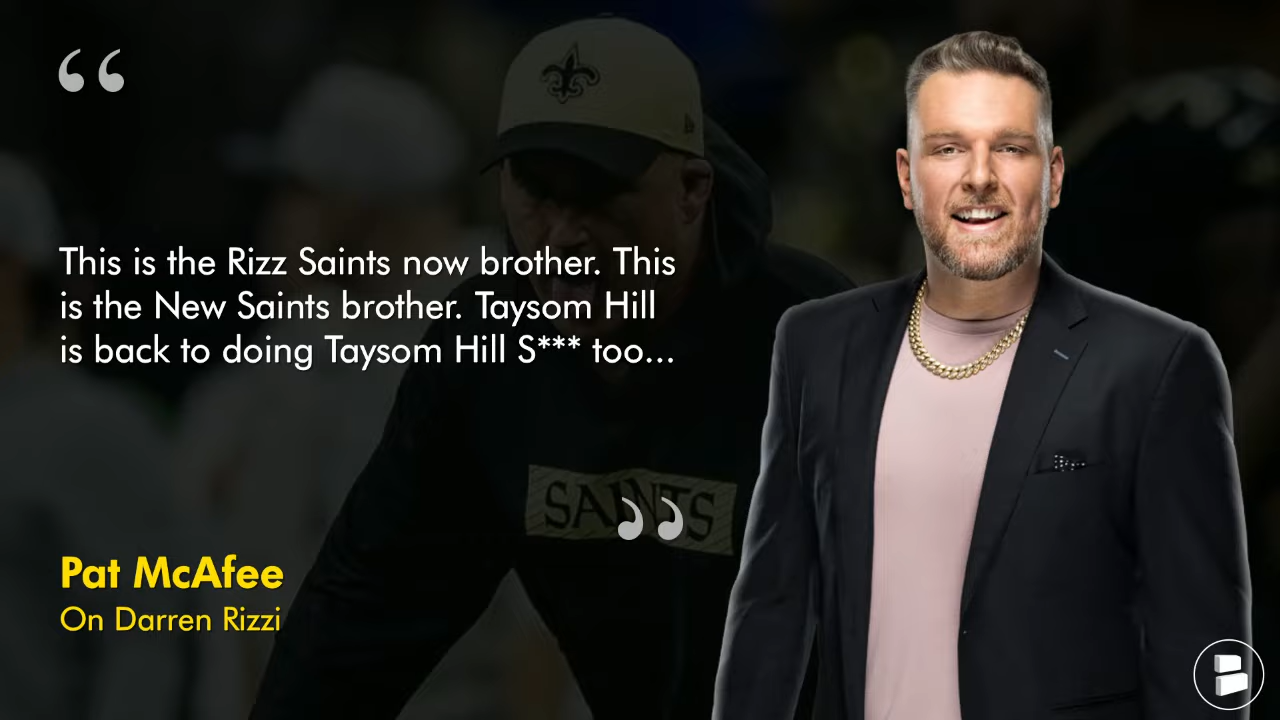 “
This is the Rizz Saints now brother. This
is the New Saints brother. Taysom Hill
is back to doing Taysom Hill S*** too...
SAINTS
”
Pat McAfee
On Darren Rizzi